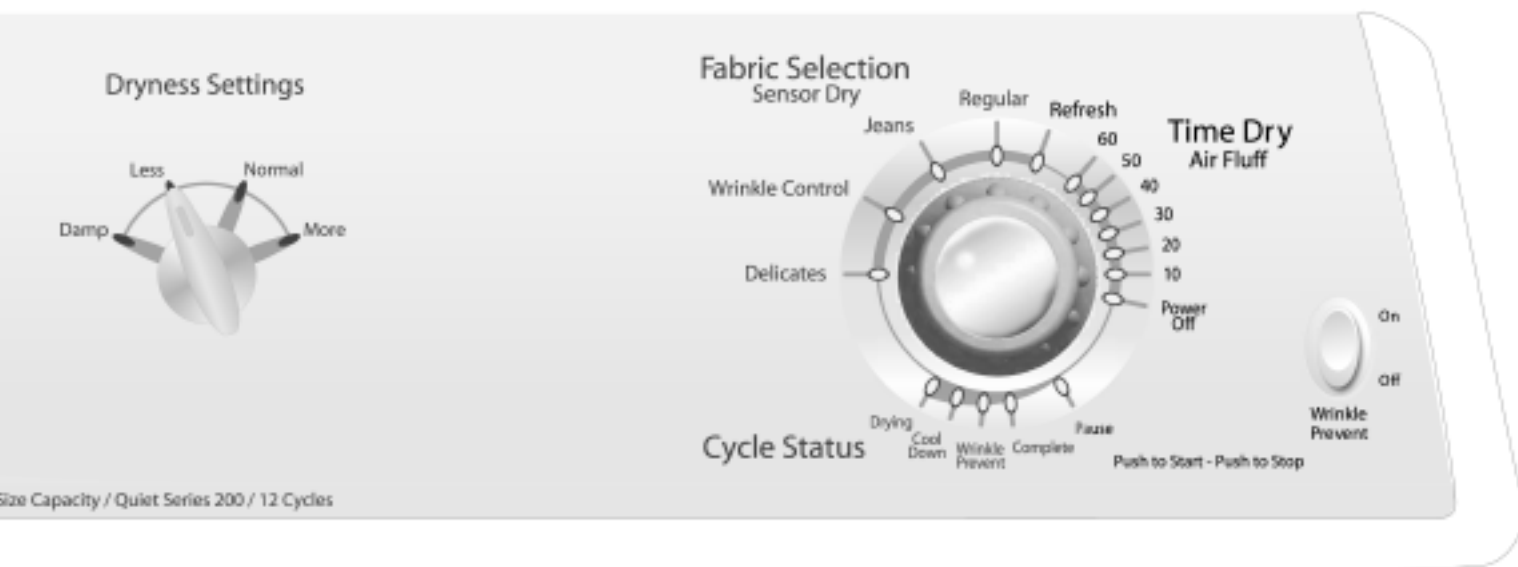 Dryness Settings
Less
Normal
Damp
More
Size Capacity / Quiet Series 200 / 12 Cycles
Fabric Selection
Sensor Dry
Regular
Refresh
Jeans
Wrinkle Control
Delicates
60
50
40
30
20
10
Time Dry
Air Fluff
Power
Off
Cycle Status
Drying
Cool
Down
Wrinkle
Prevent
Complete
Pause
Push to Start - Push to Stop
On
Off
Wrinkle
Prevent